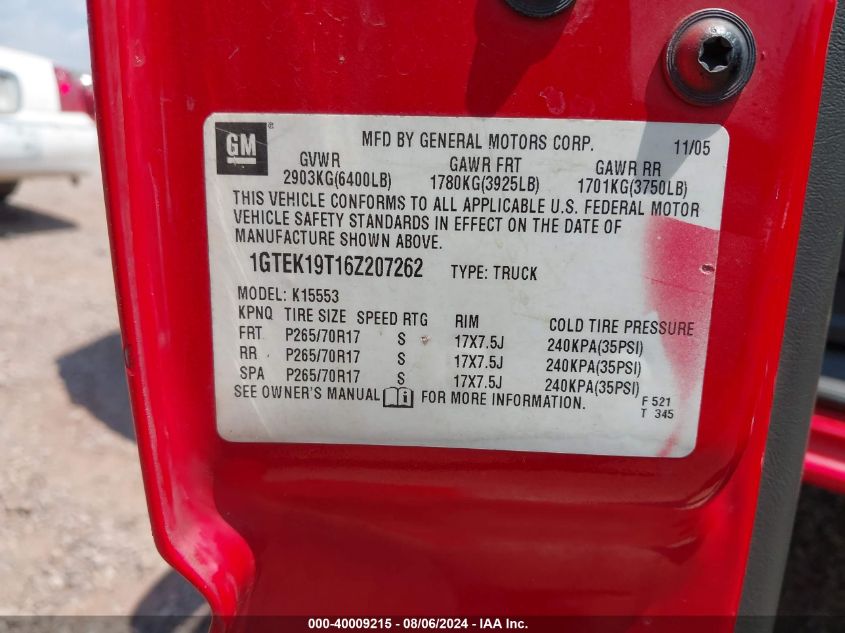 GM MFD BY GENERAL MOTORS CORP. 11/05
GVWR GAWR FRT GAWR RR
2903KG(6400LB) 1780KG(3925LB) 1701KG(3750LB)
THIS VEHICLE CONFORMS TO ALL APPLICABLE U.S. FEDERAL MOTOR
VEHICLE SAFETY STANDARDS IN EFFECT ON THE DATE OF
MANUFACTURE SHOWN ABOVE.
1GTEK19T16Z207262 TYPE: TRUCK
MODEL: K15553
KPNQ TIRE SIZE SPEED RTG RIM COLD TIRE PRESSURE
FRT P265/70R17 S 17X7.5J 240KPA(35PSI)
RR P265/70R17 S 17X7.5J 240KPA(35PSI)
SPA P265/70R17 S 17X7.5J 240KPA(35PSI)
SEE OWNER'S MANUAL FOR MORE INFORMATION.
F 521
T 345
000-40009215 - 08/06/2024 - IAA Inc.